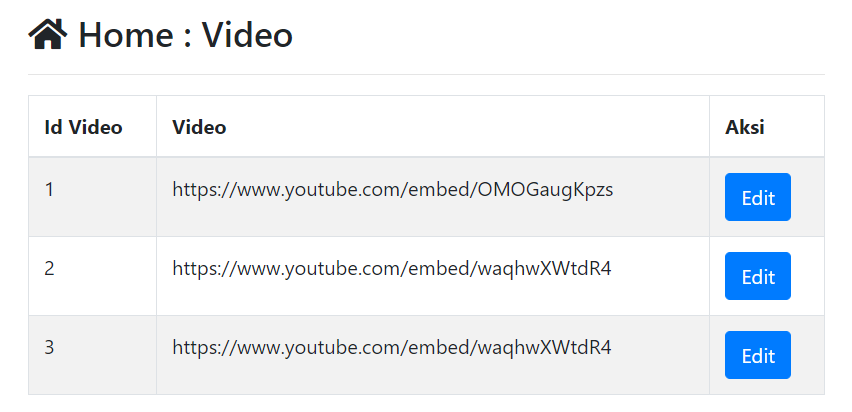 Home : Video
Id Video Video Aksi
1 https://www.youtube.com/embed/OMOGaugKpzs Edit
2 https://www.youtube.com/embed/waqhwXWtdR4 Edit
3 https://www.youtube.com/embed/waqhwXWtdR4 Edit